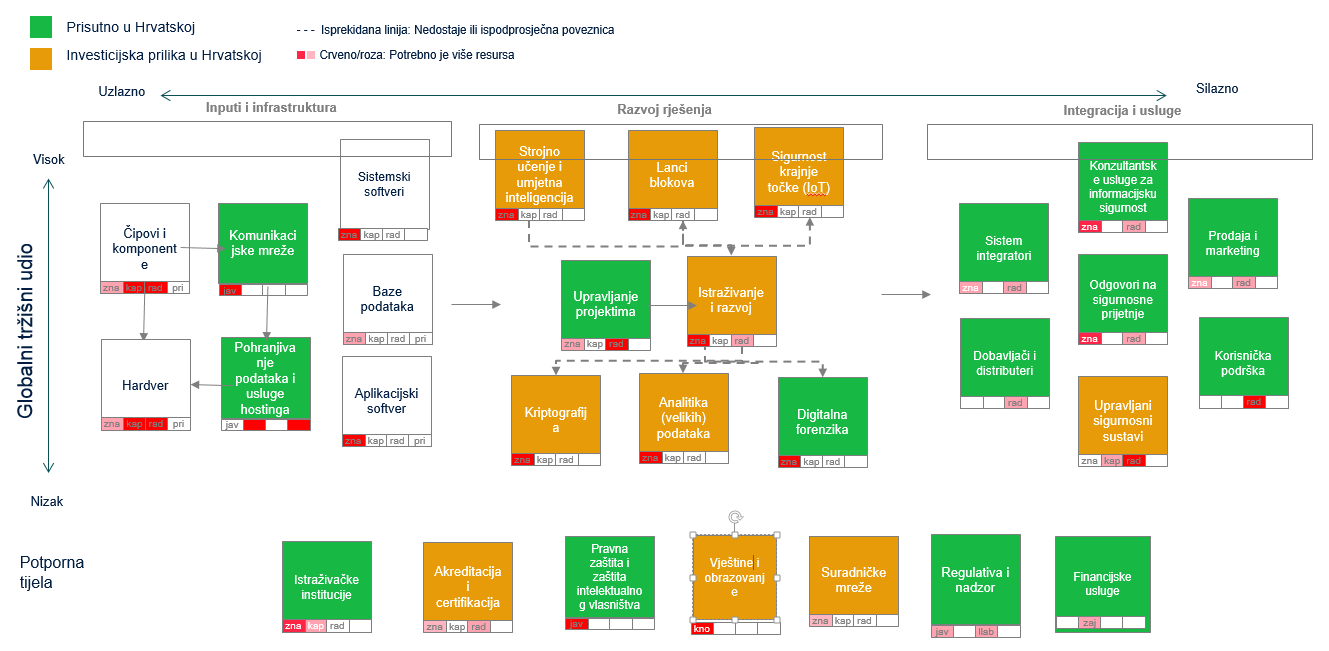 Prisutno u Hrvatskoj
Investicijska prilika u Hrvatskoj
--- Isprekidana linija: Nedostaje ili ispodprosječna poveznica
Crveno/roza: Potrebno je više resursa
Uzlazno
Silazno
Inputi i infrastruktura
Razvoj rješenja
Integracija i usluge
Visok
Globalni tržišni udio
Nizak
Čipovi i
komponent
e
zna kap rad pri
Komunikaci
jske mreže
jav
Hardver
zna kap rad pri
Pohranjiva
nje
podataka i
usluge
hostinga
jav
Sistemski
softveri
zna kap rad
Baze
podataka
zna kap rad pri
Aplikacijski
softver
zna kap rad pri
Strojno
učenje i
umjetna
inteligencija
zna kap rad
Lanci
blokova
zna kap rad
Sigurnost
krajnje
točke (IoT)
zna kap rad
Upravljanje
projektima
zna kap rad
Istraživanje
i razvoj
zna kap rad
Kriptografij
a
zna kap rad
Analitika
(velikih)
podataka
zna kap rad
Digitalna
forenzika
zna kap rad
Sistem
integratori
zna rad
Dobavljači i
distributeri
rad
Konzultantsk
e usluge za
informacijsku
sigurnost
zna rad
Odgovori na
sigurnosne
prijetnje
zna rad
Upravljani
sigurnosni
sustavi
zna kap rad
Prodaja i
marketing
zna rad
Korisnička
podrška
rad
Potporna
tijela
Istraživačke
institucije
zna kap rad
Akreditacija
i
certifikacija
zna kap rad
Pravna
zaštita i
zaštita
intelektualno
g vlasništva
jav
Vještine i
obrazovanj
e
kno
Suradničke
mreže
zna kap rad
Regulativa i
nadzor
jav llab
Financijske
usluge
zaj